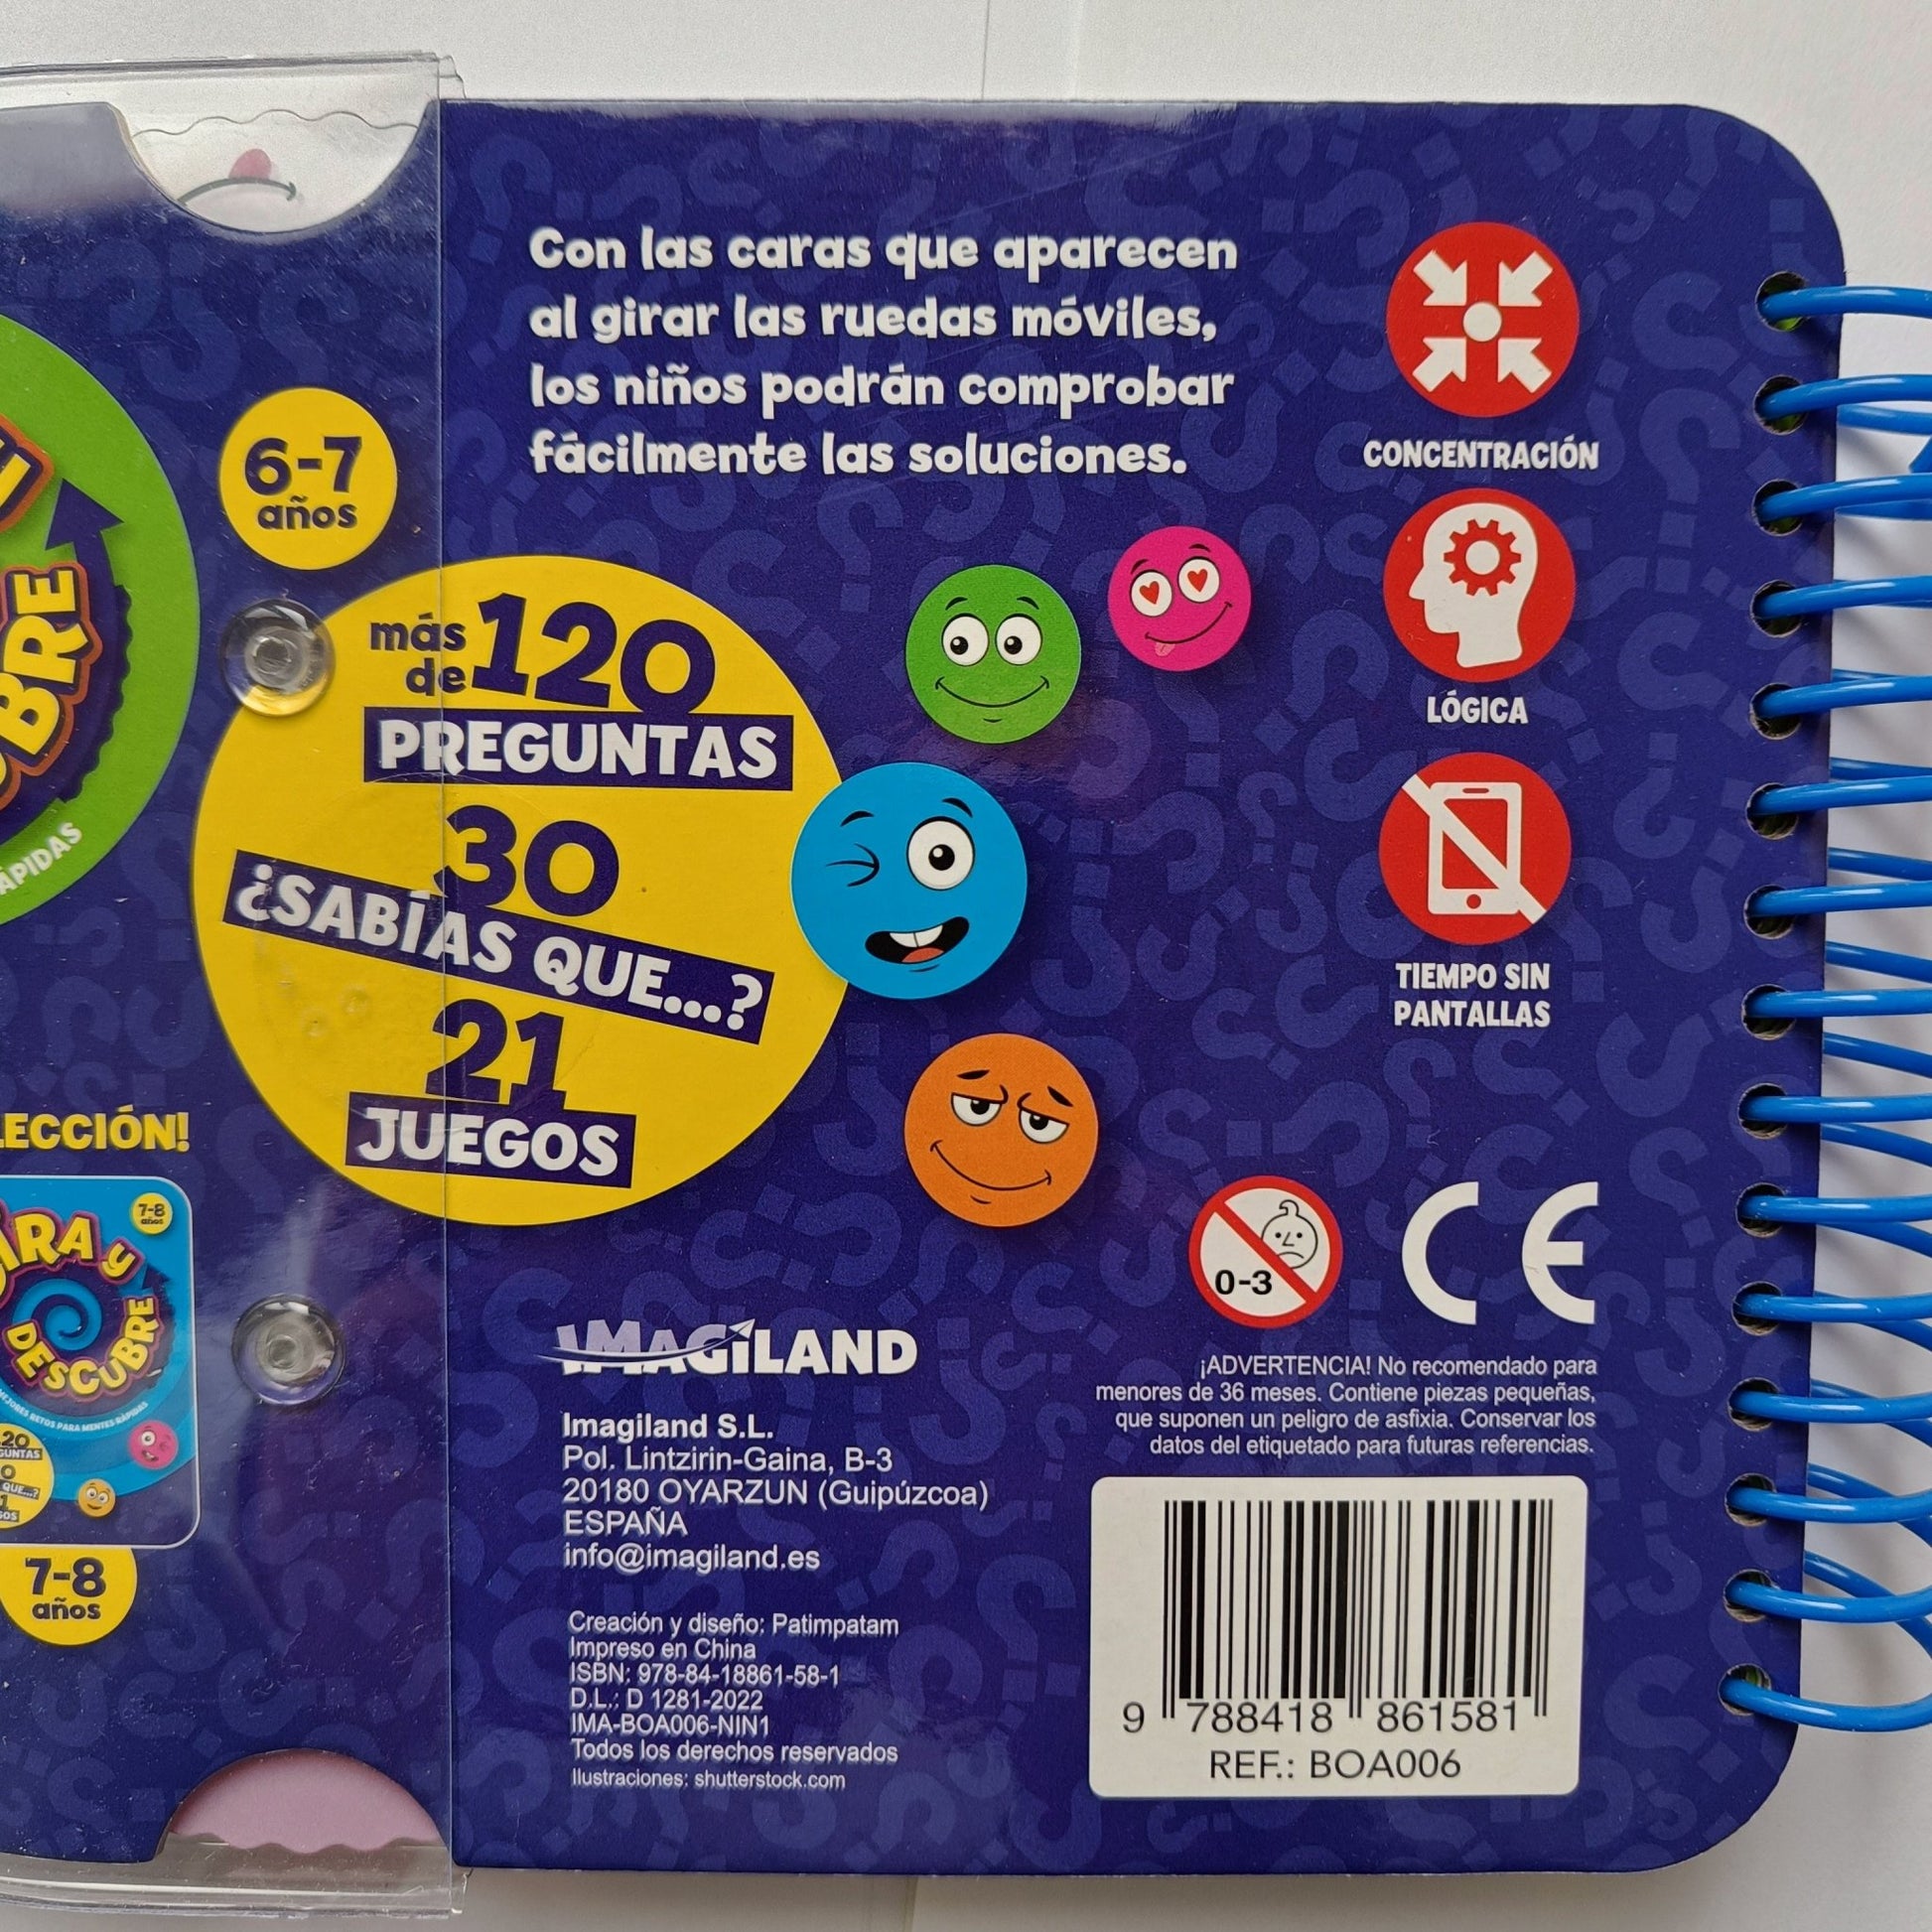 Con las caras que aparecen
al girar las ruedas móviles,
los niños podrán comprobar
fácilmente las soluciones.
CONCENTRACIÓN
LÓGICA
TIEMPO SIN
PANTALLAS
6-7
años
más
de 120
PREGUNTAS
30
¿SABÍAS QUE...?
21
JUEGOS
7-8
años
DESCUBRE
7-8
años
0-3
CE
IMAGILAND
Imagiland S.L.
Pol. Lintzirin-Gaina, B-3
20180 OYARZUN (Guipúzcoa)
ESPAÑA
info@imagiland.es
Creación y diseño: Patimpatam
Impreso en China
ISBN: 978-84-18861-58-1
D.L.: D 1281-2022
IMA-BOA006-NIN1
Todos los derechos reservados
Ilustraciones: shutterstock.com
¡ADVERTENCIA! No recomendado para
menores de 36 meses. Contiene piezas pequeñas,
que suponen un peligro de asfixia. Conservar los
datos del etiquetado para futuras referencias.
9 788418 861581
REF.: BOA006